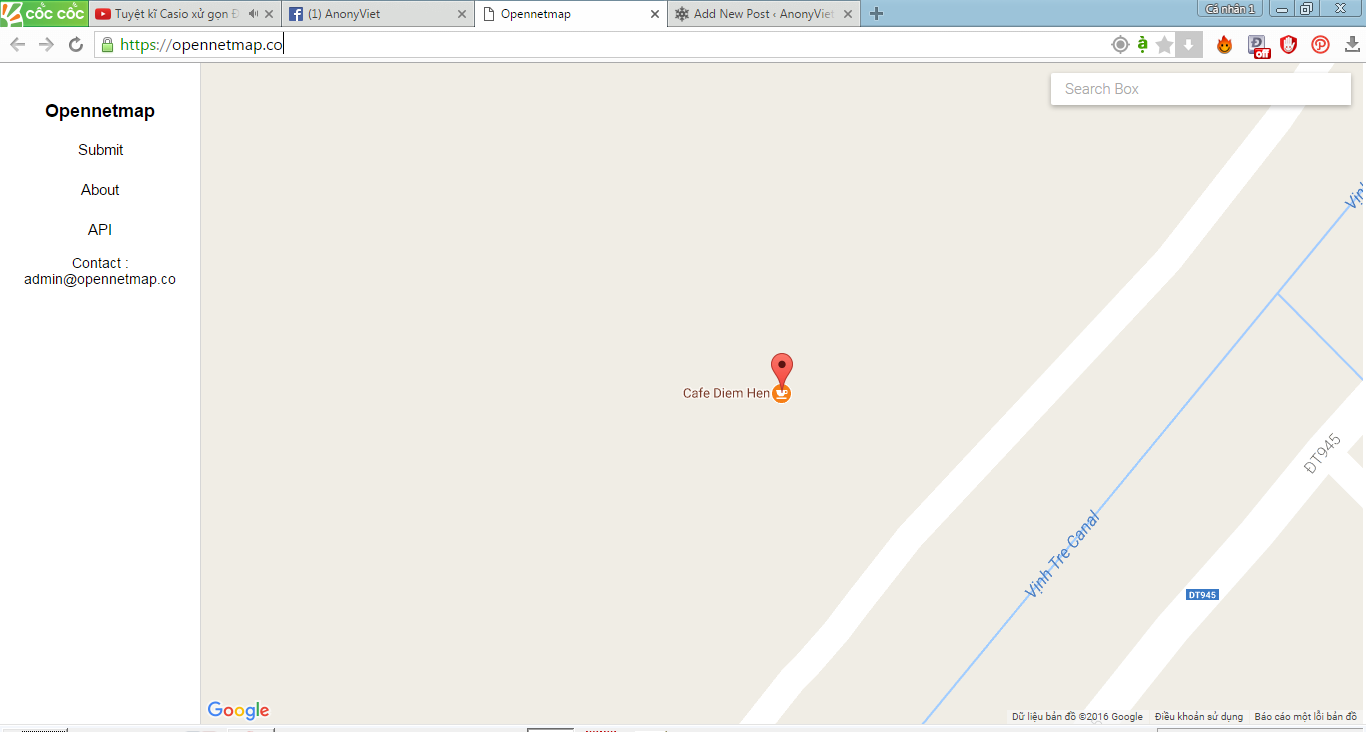 cốc cốc
Tuyệt kĩ Casio xử gọn Đ
(1) AnonyViet
Opennetmap
Add New Post ‹ AnonyViet
Cá nhân 1
https://opennetmap.co
off
Opennetmap
Submit
About
API
Contact :
admin@opennetmap.co
Search Box
Cafe Diem Hen
Vịnh Tre Canal
ĐT945
ĐT945
Google
Dữ liệu bản đồ ©2016 Google
Điều khoản sử dụng
Báo cáo một lỗi bản đồ